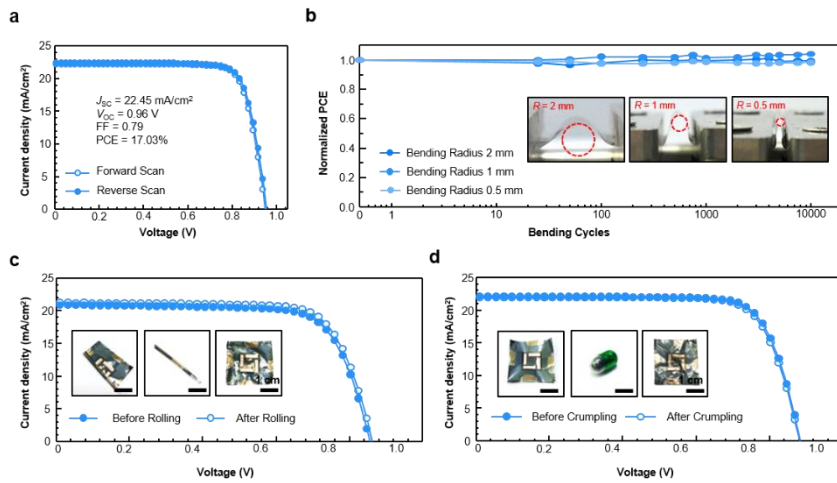 a
25
20
15
10
5
0
Current density (mA/cm²)
J_SC = 22.45 mA/cm²
V_OC = 0.96 V
FF = 0.79
PCE = 17.03%
Forward Scan
Reverse Scan
0 0.2 0.4 0.6 0.8 1.0
Voltage (V)
b
1.0
0.8
0.6
0.4
0.2
0.0
Normalized PCE
R = 2 mm
R = 1 mm
R = 0.5 mm
Bending Radius 2 mm
Bending Radius 1 mm
Bending Radius 0.5 mm
0 1 10 100 1000 10000
Bending Cycles
c
25
20
15
10
5
0
Current density (mA/cm²)
1 cm
Before Rolling After Rolling
0 0.2 0.4 0.6 0.8 1.0
Voltage (V)
d
25
20
15
10
5
0
Current density (mA/cm²)
1 cm
Before Crumpling After Crumpling
0 0.2 0.4 0.6 0.8 1.0
Voltage (V)